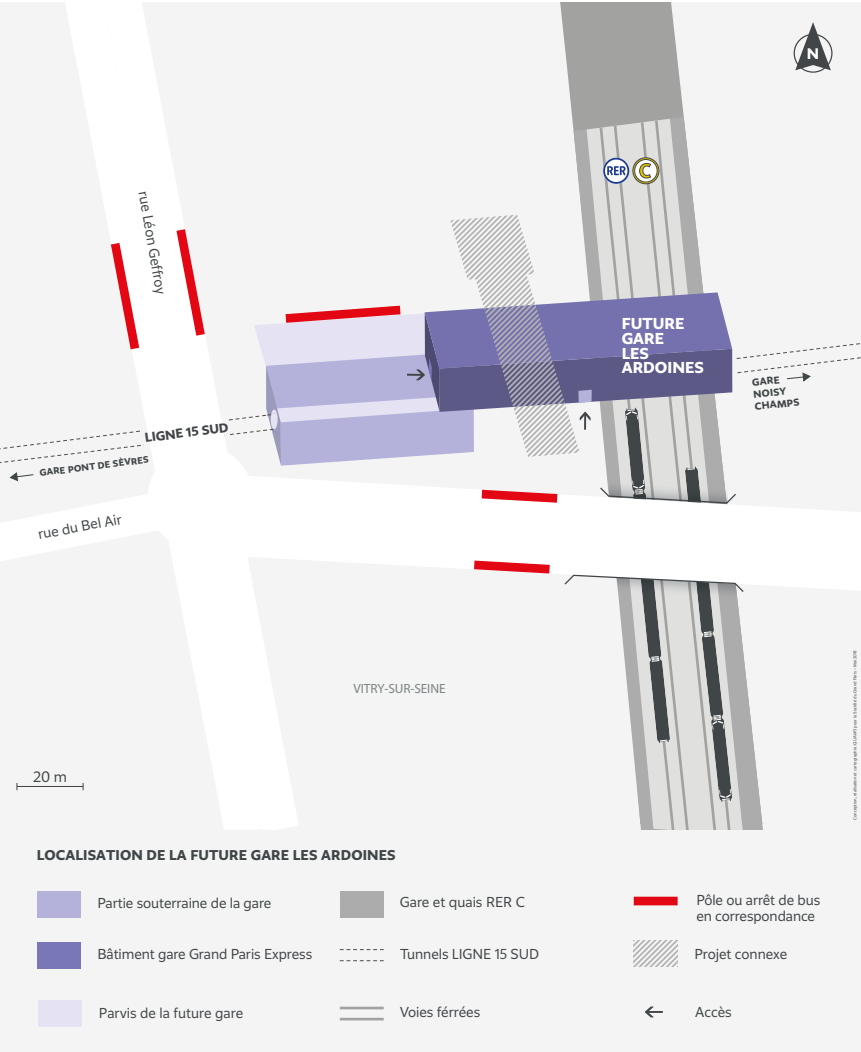 N
RER C
rue Léon Geffroy
FUTURE
GARE
LES
ARDOINES
GARE
NOISY
CHAMPS
LIGNE 15 SUD
GARE PONT DE SÈVRES
rue du Bel Air
VITRY-SUR-SEINE
20 m
LOCALISATION DE LA FUTURE GARE LES ARDOINES
Partie souterraine de la gare
Gare et quais RER C
Pôle ou arrêt de bus
en correspondance
Bâtiment gare Grand Paris Express
Tunnels LIGNE 15 SUD
Projet connexe
Parvis de la future gare
Voies férrées
Accès